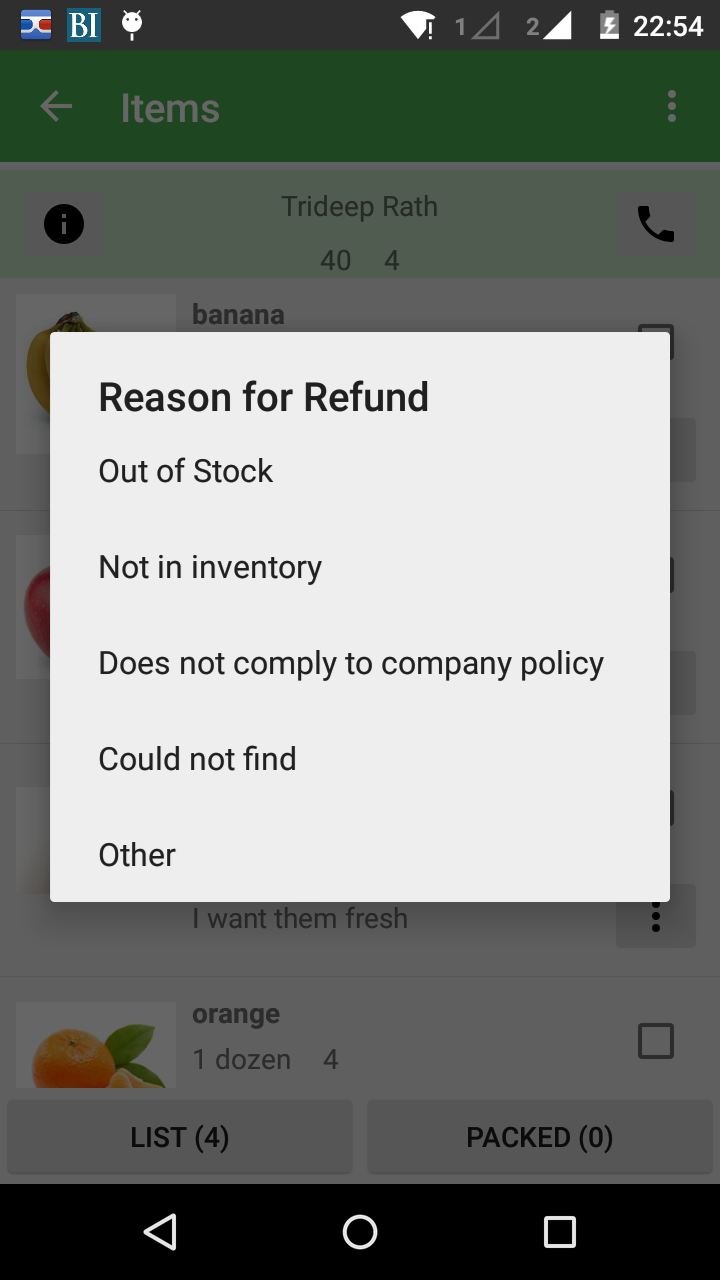 BI
1
2
22:54
Items
Trideep Rath
40 4
banana
Reason for Refund
Out of Stock
Not in inventory
Does not comply to company policy
Could not find
Other
I want them fresh
orange
1 dozen 4
LIST (4)
PACKED (0)